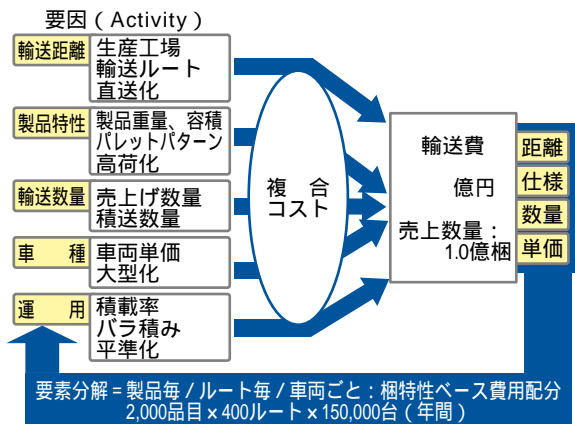 要因（Activity）
輸送距離
生産工場
輸送ルート
直送化
製品特性
製品重量、容積
パレットパターン
高荷化
輸送数量
売上げ数量
積送数量
車　種
車両単価
大型化
運　用
積載率
バラ積み
平準化
複　合
コスト
輸送費
億円
売上数量：
1.0億梱
距離
仕様
数量
単価
要素分解＝製品毎/ルート毎/車両ごと：梱特性ベース費用配分
2,000品目×400ルート×150,000台（年間）